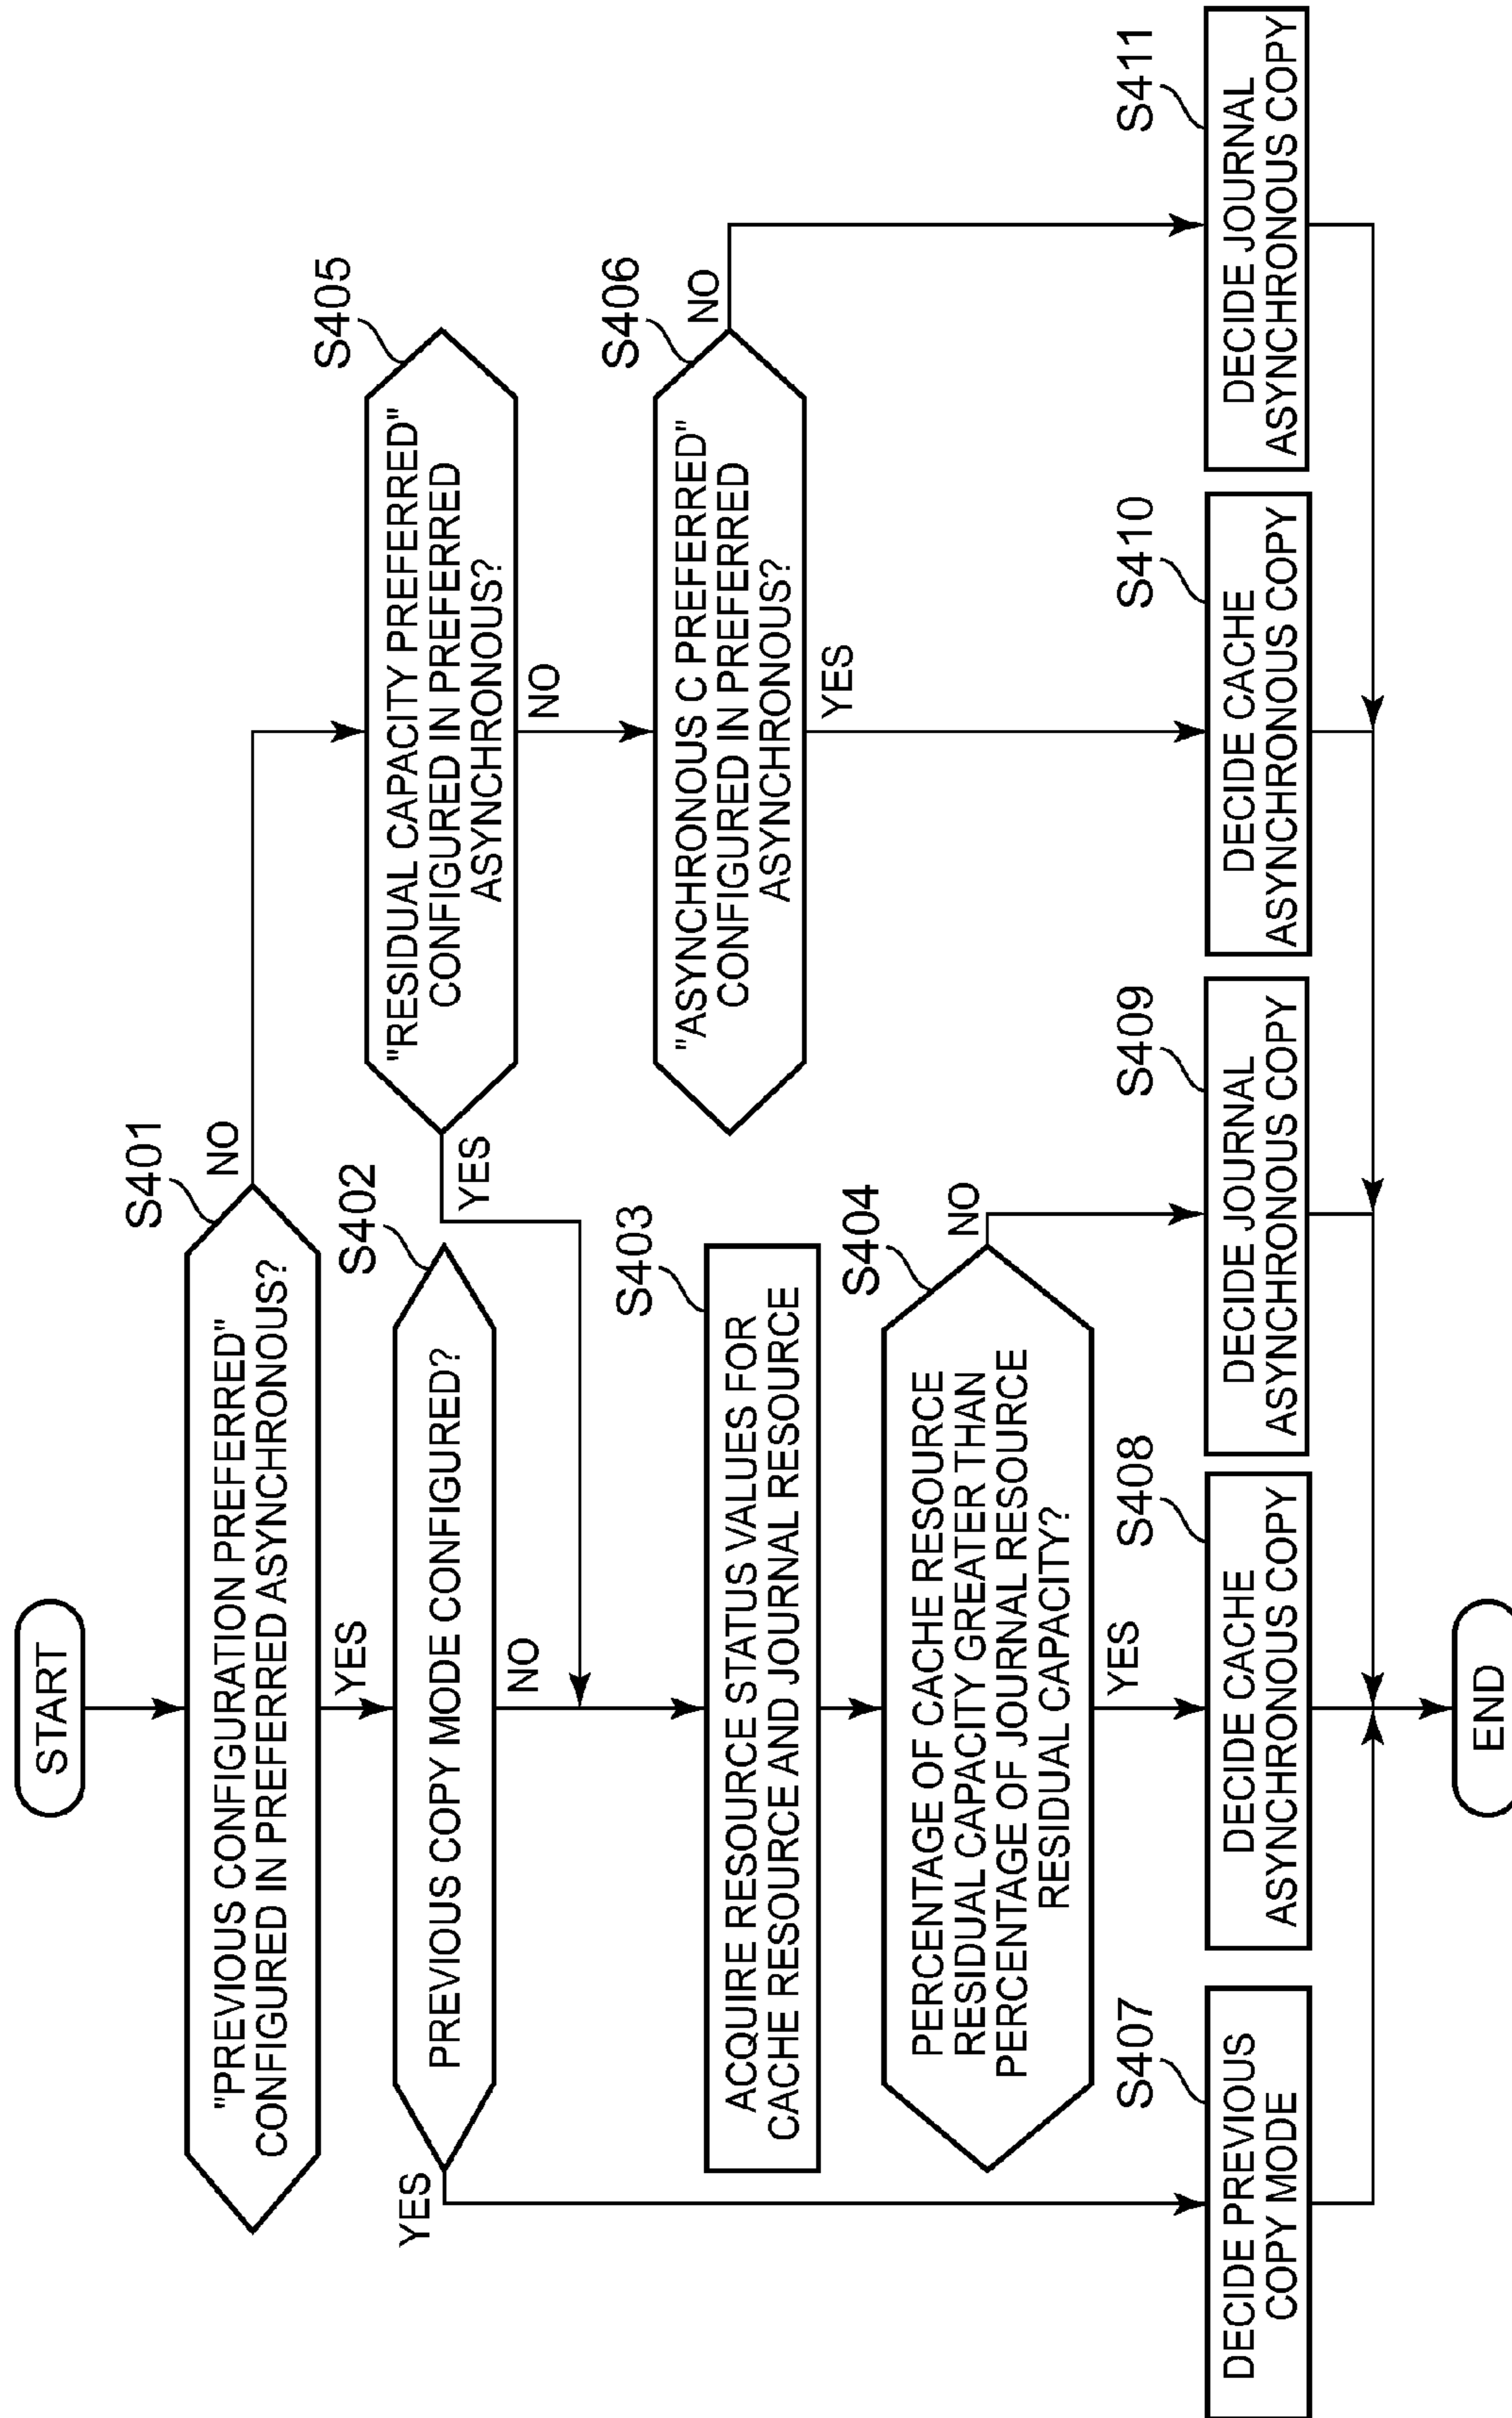 START
S401
"PREVIOUS CONFIGURATION PREFERRED"
CONFIGURED IN PREFERRED ASYNCHRONOUS?
NO
YES
S402
PREVIOUS COPY MODE CONFIGURED?
YES
NO
S405
"RESIDUAL CAPACITY PREFERRED"
CONFIGURED IN PREFERRED
ASYNCHRONOUS?
YES
NO
S403
ACQUIRE RESOURCE STATUS VALUES FOR
CACHE RESOURCE AND JOURNAL RESOURCE
S406
"ASYNCHRONOUS C PREFERRED"
CONFIGURED IN PREFERRED
ASYNCHRONOUS?
NO
YES
S404
PERCENTAGE OF CACHE RESOURCE
RESIDUAL CAPACITY GREATER THAN
PERCENTAGE OF JOURNAL RESOURCE
RESIDUAL CAPACITY?
NO
YES
S407
DECIDE PREVIOUS
COPY MODE
S408
DECIDE CACHE
ASYNCHRONOUS COPY
S409
DECIDE JOURNAL
ASYNCHRONOUS COPY
S410
DECIDE CACHE
ASYNCHRONOUS COPY
S411
DECIDE JOURNAL
ASYNCHRONOUS COPY
END